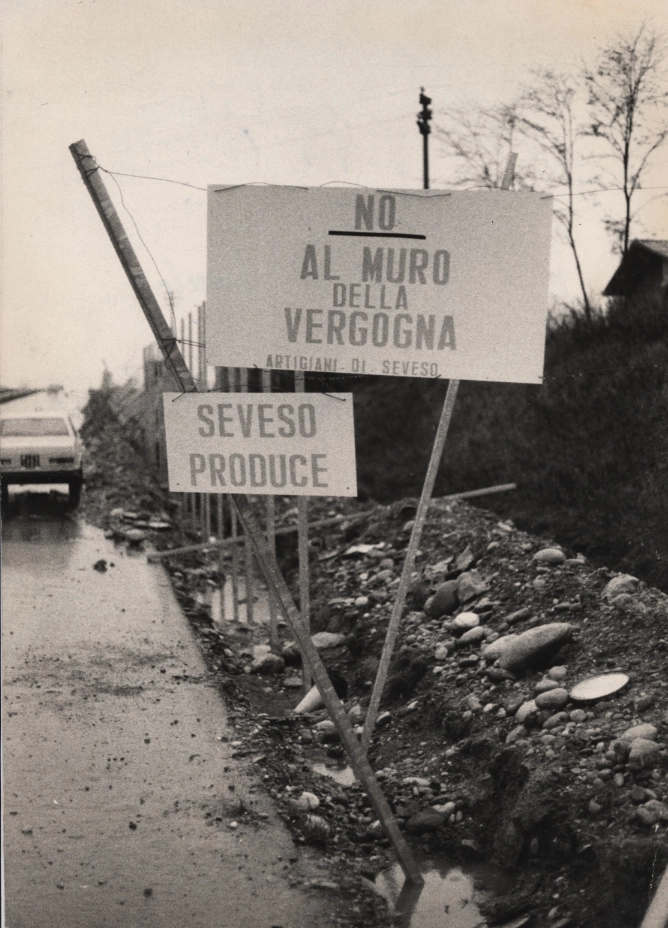 NO
AL MURO
DELLA
VERGOGNA
ARTIGIANI DI SEVESO
SEVESO
PRODUCE